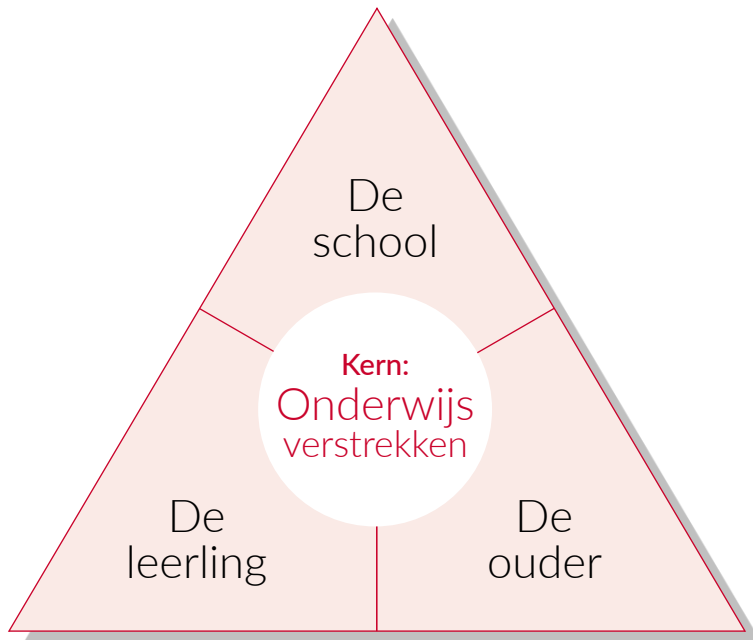 De
school
Kern:
Onderwijs
verstrekken
De
leerling
De
ouder